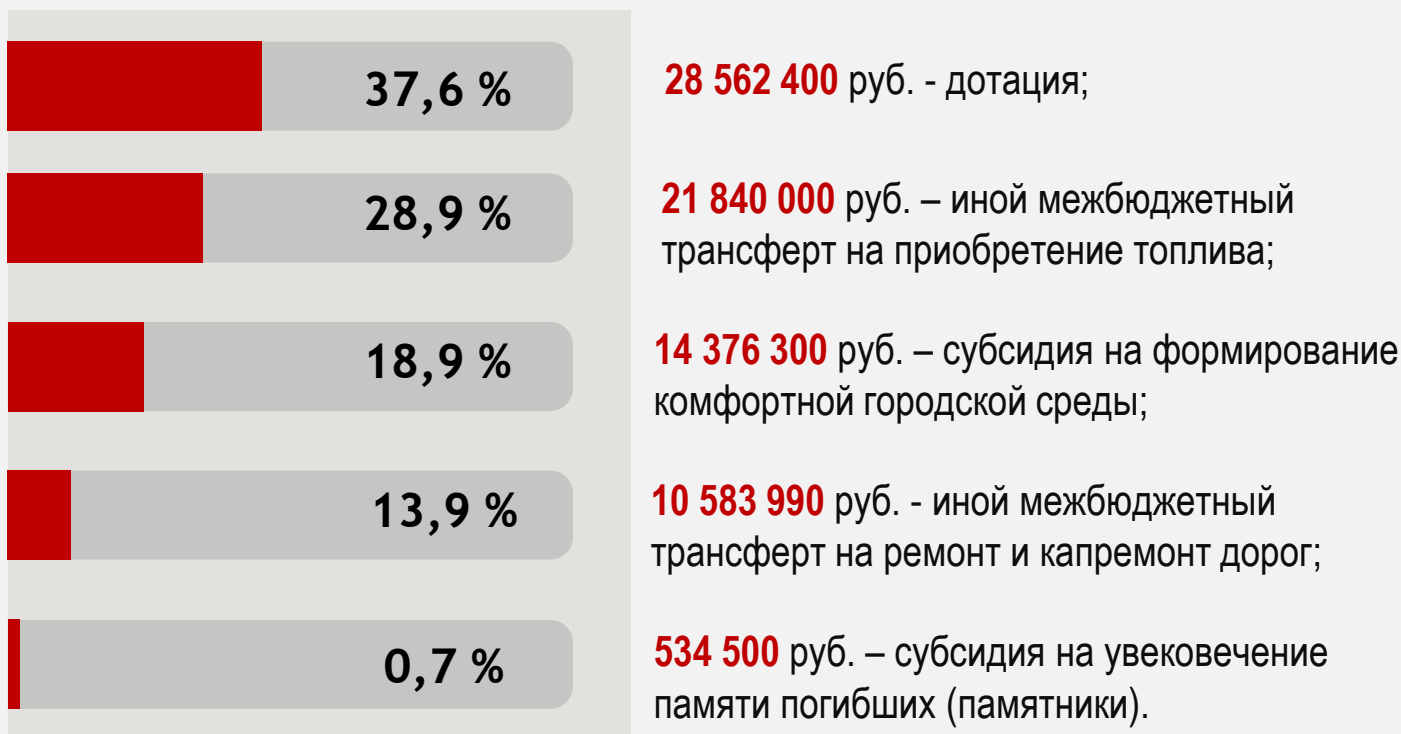 37,6 %
28 562 400 руб. - дотация;
28,9 %
21 840 000 руб. – иной межбюджетный
трансферт на приобретение топлива;
18,9 %
14 376 300 руб. – субсидия на формирование
комфортной городской среды;
13,9 %
10 583 990 руб. - иной межбюджетный
трансферт на ремонт и капремонт дорог;
0,7 %
534 500 руб. – субсидия на увековечение
памяти погибших (памятники).